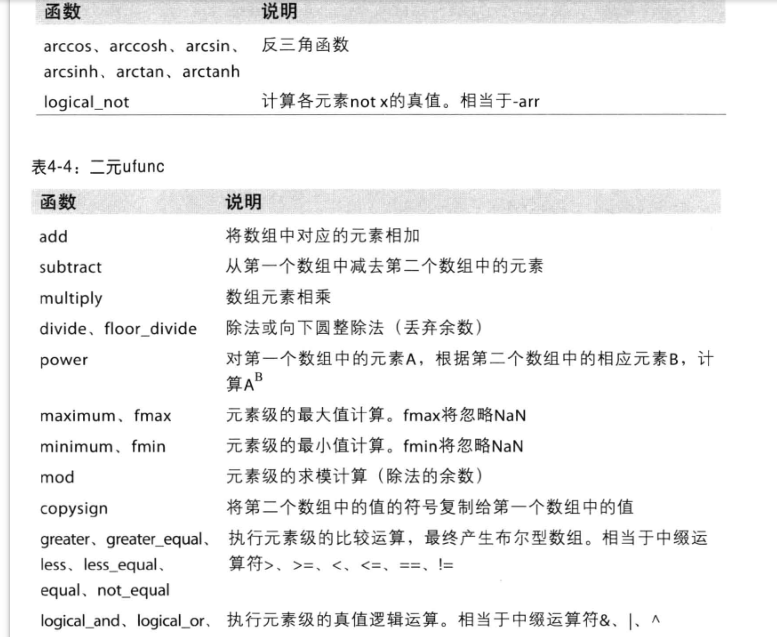 函数 说明
arccos、arccosh、arcsin、 反三角函数
arcsinh、arctan、arctanh
logical_not 计算各元素not x的真值。相当于-arr
表4-4：二元ufunc
函数 说明
add 将数组中对应的元素相加
subtract 从第一个数组中减去第二个数组中的元素
multiply 数组元素相乘
divide、floor_divide 除法或向下圆整除法（丢弃余数）
power 对第一个数组中的元素A，根据第二个数组中的相应元素B，计
算A^B
maximum、fmax 元素级的最大值计算。fmax将忽略NaN
minimum、fmin 元素级的最小值计算。fmin将忽略NaN
mod 元素级的求模计算（除法的余数）
copysign 将第二个数组中的值的符号复制给第一个数组中的值
greater、greater_equal、 执行元素级的比较运算，最终产生布尔型数组。相当于中缀运
less、less_equal、 算符>、>=、<、<=、==、!=
equal、not_equal
logical_and、logical_or、 执行元素级的真值逻辑运算。相当于中缀运算符&、|、^